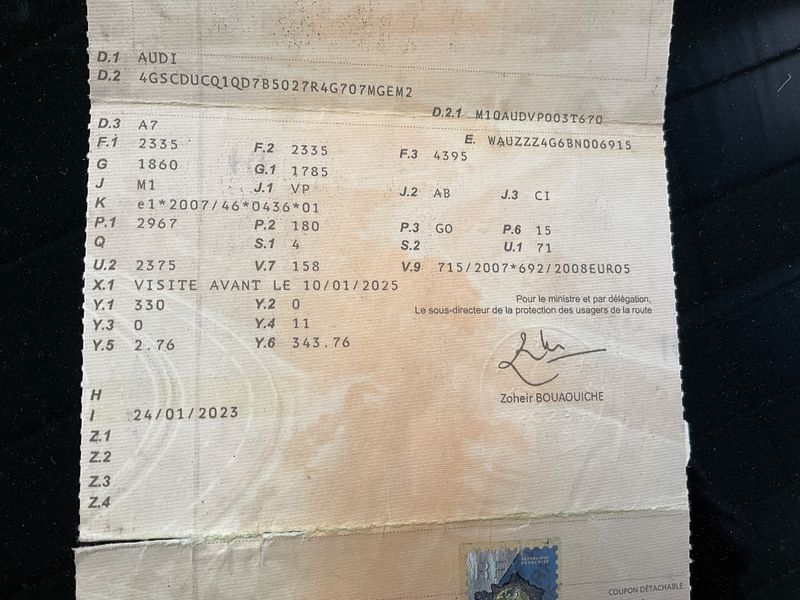 D.1 AUDI
D.2 4GSCDUCQ1QD7B5027R4G707MGEM2
D.2.1 M10AUDVP003T670
D.3 A7
E. WAUZZZ4G6BN006915
F.1 2335 F.2 2335 F.3 4395
G 1860 G.1 1785
J M1 J.1 VP J.2 AB J.3 CI
K e1*2007/46*0436*01
P.1 2967 P.2 180 P.3 GO P.6 15
Q S.1 4 S.2 U.1 71
U.2 2375 V.7 158 V.9 715/2007*692/2008EURO5
X.1 VISITE AVANT LE 10/01/2025
Y.1 330 Y.2 0
Y.3 0 Y.4 11
Y.5 2.76 Y.6 343.76
Pour le ministre et par délégation,
Le sous-directeur de la protection des usagers de la route
Zoheir BOUAOUICHE
H
I 24/01/2023
Z.1
Z.2
Z.3
Z.4
RF RÉPUBLIQUE FRANÇAISE
COUPON DÉTACHABLE